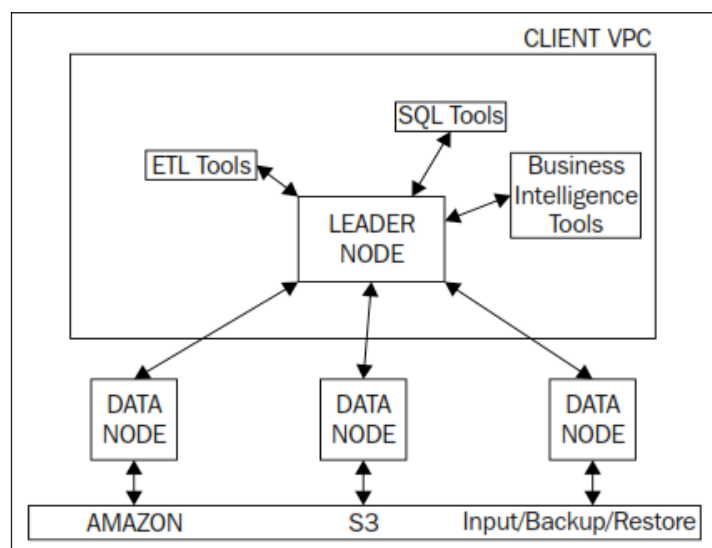 CLIENT VPC
SQL Tools
ETL Tools
Business
Intelligence
Tools
LEADER
NODE
DATA
NODE
DATA
NODE
DATA
NODE
AMAZON S3 Input/Backup/Restore